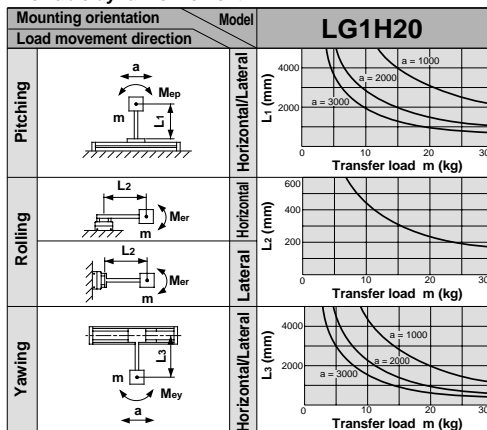 Mounting orientation
Model
Load movement direction
LG1H20
Pitching
a
Mep
m
L1
Horizontal/Lateral
L1 (mm)
4000
2000
a = 1000
a = 2000
a = 3000
0
10
20
30
Transfer load m (kg)
Rolling
L2
Mer
m
Horizontal
L2
Mer
m
Lateral
L2 (mm)
600
400
200
0
10
20
30
Transfer load m (kg)
Yawing
L3
m
Mey
a
Horizontal/Lateral
L3 (mm)
4000
2000
a = 1000
a = 2000
a = 3000
0
10
20
30
Transfer load m (kg)